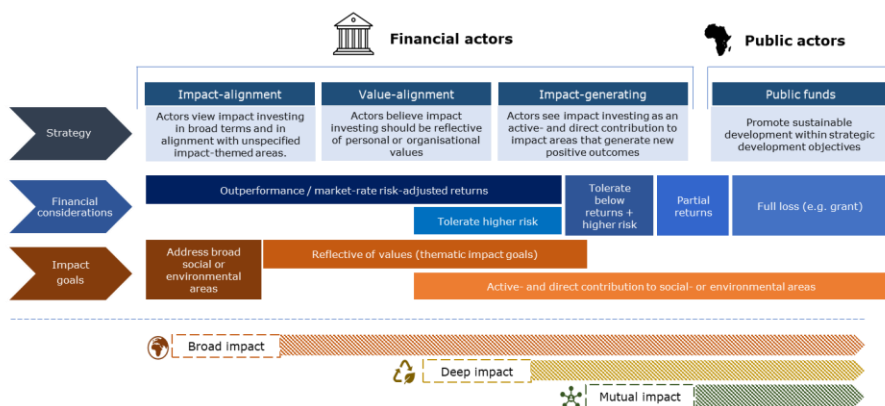 Financial actors
Public actors
Impact-alignment
Value-alignment
Impact-generating
Public funds
Strategy
Actors view impact investing
in broad terms and in
alignment with unspecified
impact-themed areas.
Actors believe impact
investing should be reflective
of personal or organisational
values
Actors see impact investing as an
active- and direct contribution to
impact areas that generate new
positive outcomes
Promote sustainable
development within strategic
development objectives
Financial
considerations
Outperformance / market-rate risk-adjusted returns
Tolerate higher risk
Tolerate
below
returns +
higher risk
Partial
returns
Full loss (e.g. grant)
Impact
goals
Address broad
social or
environmental
areas
Reflective of values (thematic impact goals)
Active- and direct contribution to social- or environmental areas
Broad impact
Deep impact
Mutual impact